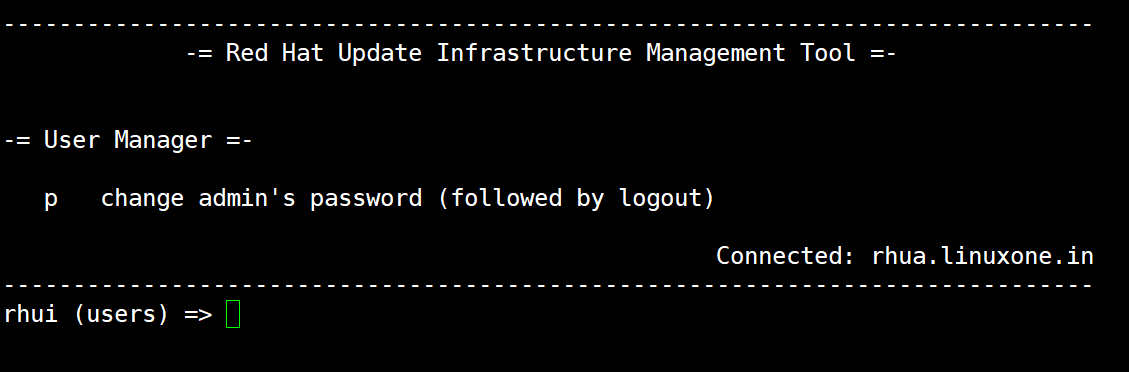 ------------------------------------------------------------------------------
-= Red Hat Update Infrastructure Management Tool =-
-= User Manager =-
p   change admin's password (followed by logout)
Connected: rhua.linuxone.in
------------------------------------------------------------------------------
rhui (users) =>